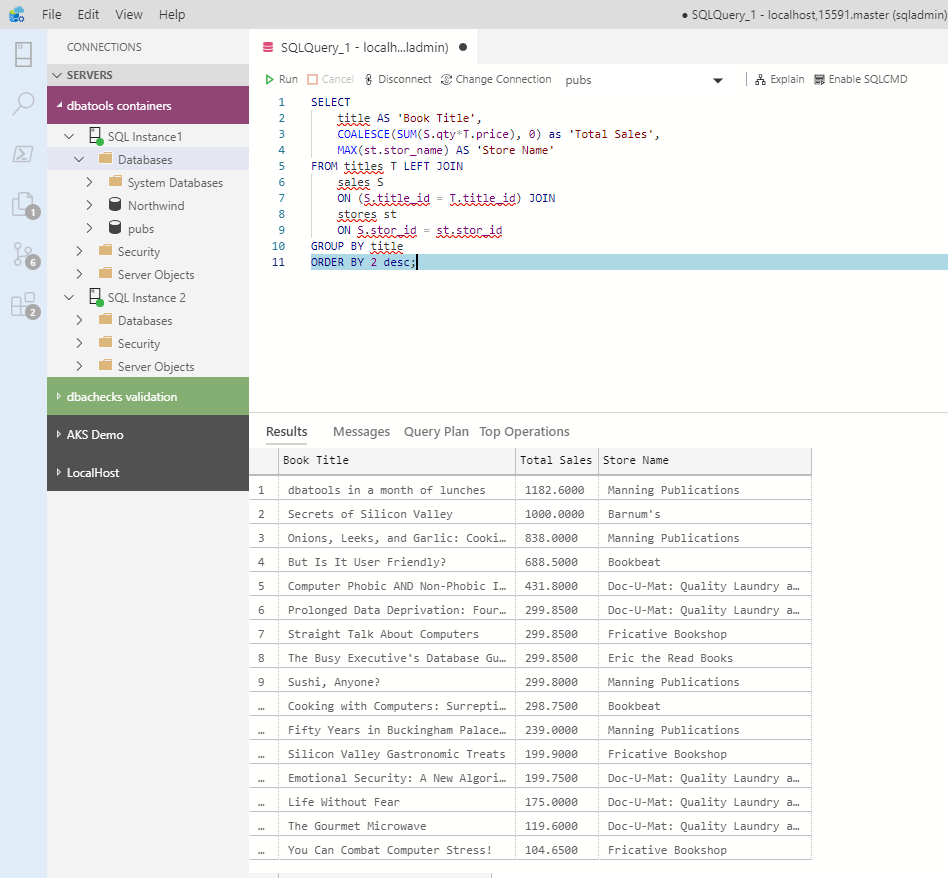 File Edit View Help ● SQLQuery_1 - localhost,15591.master (sqladmin)
CONNECTIONS
SERVERS
dbatools containers
SQL Instance1
Databases
System Databases
Northwind
pubs
Security
Server Objects
SQL Instance 2
Databases
Security
Server Objects
dbachecks validation
AKS Demo
LocalHost
1
6
2
SQLQuery_1 - localh...ladmin) ●
Run Cancel Disconnect Change Connection pubs Explain Enable SQLCMD
1 SELECT
2 title AS 'Book Title',
3 COALESCE(SUM(S.qty*T.price), 0) as 'Total Sales',
4 MAX(st.stor_name) AS 'Store Name'
5 FROM titles T LEFT JOIN
6 sales S
7 ON (S.title_id = T.title_id) JOIN
8 stores st
9 ON S.stor_id = st.stor_id
10 GROUP BY title
11 ORDER BY 2 desc;
Results Messages Query Plan Top Operations
Book Title Total Sales Store Name
1 dbatools in a month of lunches 1182.6000 Manning Publications
2 Secrets of Silicon Valley 1000.0000 Barnum's
3 Onions, Leeks, and Garlic: Cooki… 838.0000 Manning Publications
4 But Is It User Friendly? 688.5000 Bookbeat
5 Computer Phobic AND Non-Phobic I… 431.8000 Doc-U-Mat: Quality Laundry a…
6 Prolonged Data Deprivation: Four… 299.8500 Doc-U-Mat: Quality Laundry a…
7 Straight Talk About Computers 299.8500 Fricative Bookshop
8 The Busy Executive's Database Gu… 299.8500 Eric the Read Books
9 Sushi, Anyone? 299.8000 Manning Publications
… Cooking with Computers: Surrepti… 298.7500 Bookbeat
… Fifty Years in Buckingham Palace… 239.0000 Manning Publications
… Silicon Valley Gastronomic Treats 199.9000 Fricative Bookshop
… Emotional Security: A New Algori… 199.7500 Doc-U-Mat: Quality Laundry a…
… Life Without Fear 175.0000 Doc-U-Mat: Quality Laundry a…
… The Gourmet Microwave 119.6000 Doc-U-Mat: Quality Laundry a…
… You Can Combat Computer Stress! 104.6500 Fricative Bookshop